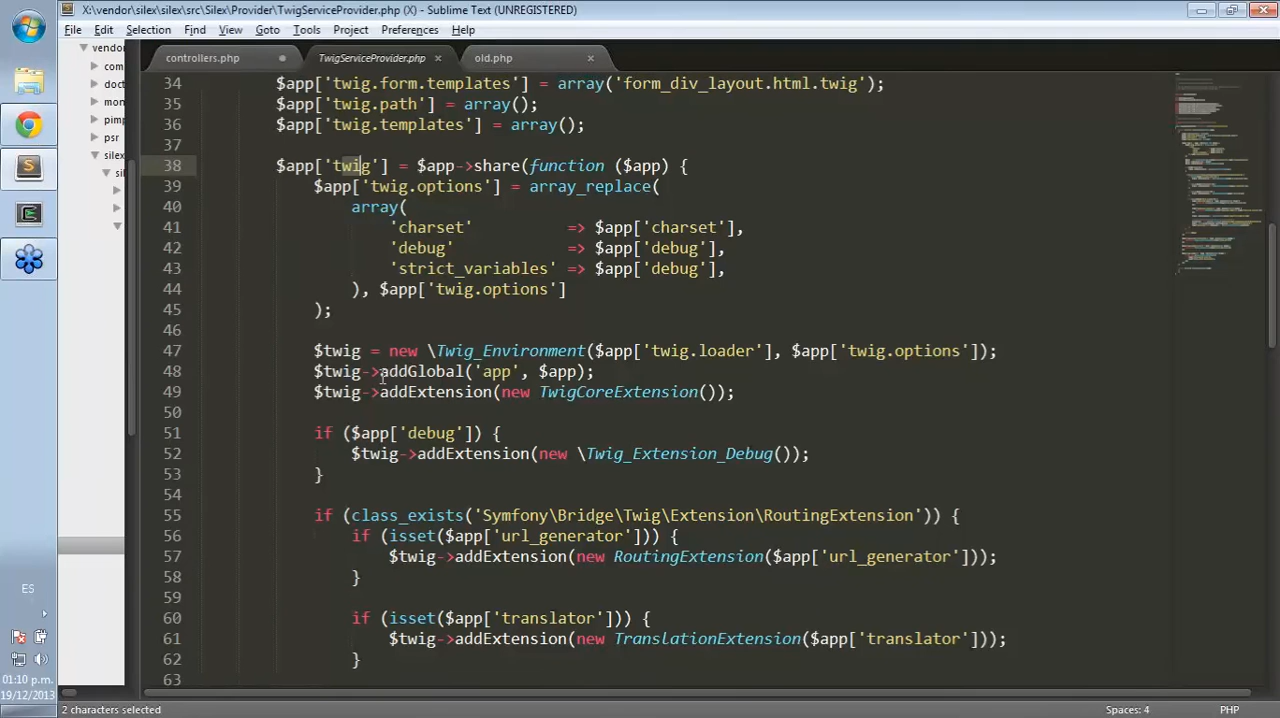 X:\vendor\silex\silex\src\Silex\Provider\TwigServiceProvider.php (X) - Sublime Text (UNREGISTERED)
File Edit Selection Find View Goto Tools Project Preferences Help
controllers.php TwigServiceProvider.php × old.php ×
vendor
com
doct
mon
pimp
psr
silex
sil
34 $app['twig.form.templates'] = array('form_div_layout.html.twig');
35 $app['twig.path'] = array();
36 $app['twig.templates'] = array();
37
38 $app['twig'] = $app->share(function ($app) {
39 $app['twig.options'] = array_replace(
40 array(
41 'charset' => $app['charset'],
42 'debug' => $app['debug'],
43 'strict_variables' => $app['debug'],
44 ), $app['twig.options']
45 );
46
47 $twig = new \Twig_Environment($app['twig.loader'], $app['twig.options']);
48 $twig->addGlobal('app', $app);
49 $twig->addExtension(new TwigCoreExtension());
50
51 if ($app['debug']) {
52 $twig->addExtension(new \Twig_Extension_Debug());
53 }
54
55 if (class_exists('Symfony\Bridge\Twig\Extension\RoutingExtension')) {
56 if (isset($app['url_generator'])) {
57 $twig->addExtension(new RoutingExtension($app['url_generator']));
58 }
59
60 if (isset($app['translator'])) {
61 $twig->addExtension(new TranslationExtension($app['translator']));
62 }
63
ES
01:10 p.m.
19/12/2013
2 characters selected Spaces: 4 PHP